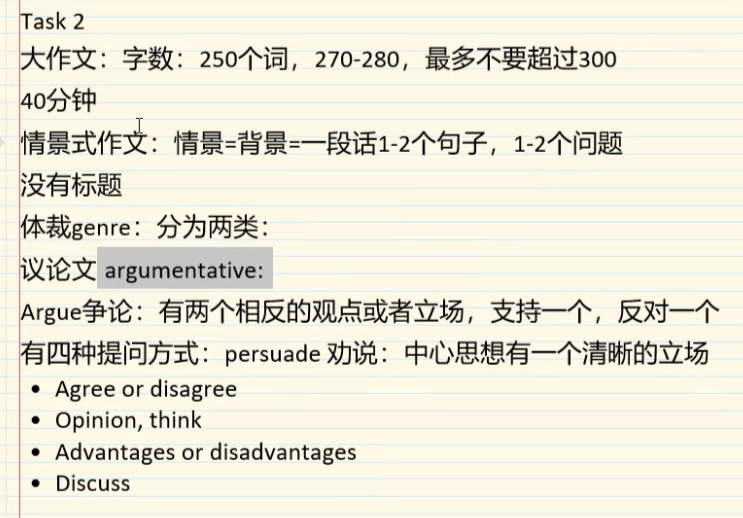 Task 2
大作文：字数：250个词，270-280，最多不要超过300
40分钟
情景式作文：情景=背景=一段话1-2个句子，1-2个问题
没有标题
体裁genre：分为两类：
议论文 argumentative:
Argue争论：有两个相反的观点或者立场，支持一个，反对一个
有四种提问方式：persuade 劝说：中心思想有一个清晰的立场
• Agree or disagree
• Opinion, think
• Advantages or disadvantages
• Discuss